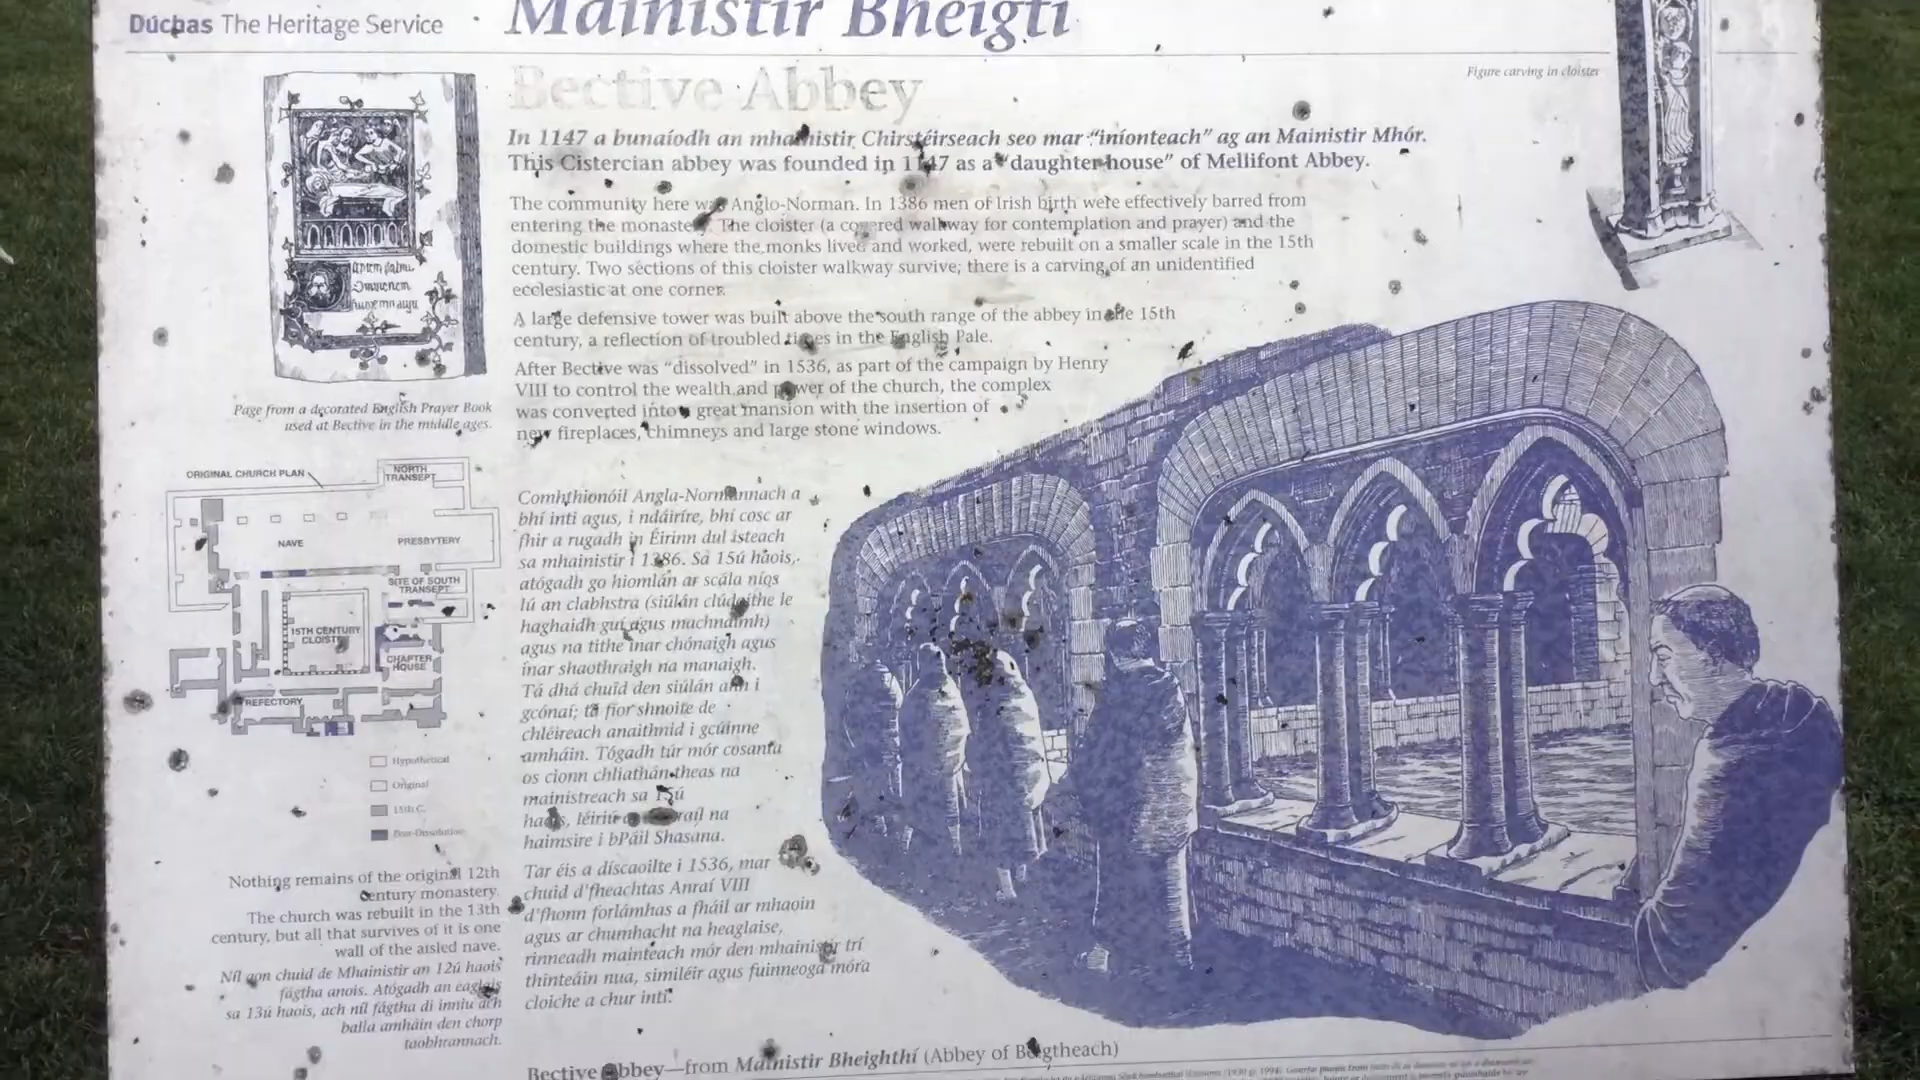 Dúchas The Heritage Service
Mainistir Bheigti
Bective Abbey
Figure carving in cloister
In 1147 a bunaíodh an mhainistir Chirstéirseach seo mar “iníonteach” ag an Mainistir Mhór.
This Cistercian abbey was founded in 1147 as a “daughter house” of Mellifont Abbey.
The community here was Anglo-Norman. In 1386 men of Irish birth were effectively barred from
entering the monastery. The cloister (a covered walkway for contemplation and prayer) and the
domestic buildings where the monks lived and worked, were rebuilt on a smaller scale in the 15th
century. Two sections of this cloister walkway survive; there is a carving of an unidentified
ecclesiastic at one corner.
A large defensive tower was built above the south range of the abbey in the 15th
century, a reflection of troubled times in the English Pale.
After Bective was “dissolved” in 1536, as part of the campaign by Henry
VIII to control the wealth and power of the church, the complex
was converted into a great mansion with the insertion of
new fireplaces, chimneys and large stone windows.
Page from a decorated English Prayer Book
used at Bective in the middle ages.
ORIGINAL CHURCH PLAN
NORTH
TRANSEPT
NAVE
PRESBYTERY
SITE OF SOUTH
TRANSEPT
15TH CENTURY
CLOISTER
CHAPTER
HOUSE
REFECTORY
Hypothetical
Original
15th C.
Post-Dissolution
Nothing remains of the original 12th
century monastery.
The church was rebuilt in the 13th
century, but all that survives of it is one
wall of the aisled nave.
Níl aon chuid de Mhainistir an 12ú haois
fágtha anois. Atógadh an eaglais
sa 13ú haois, ach níl fágtha di inniu ach
balla amháin den chorp
taobhrannach.
Comhthionóil Angla-Normannach a
bhí inti agus, i ndáiríre, bhí cosc ar
fhir a rugadh in Éirinn dul isteach
sa mhainistir i 1386. Sa 15ú haois,
atógadh go hiomlán ar scála níos
lú an clabhstra (siúlán clúdaithe le
haghaidh guí agus machnaimh)
agus na tithe inar chónaigh agus
inar shaothraigh na manaigh.
Tá dhá chuid den siúlán ann i
gcónaí; tá fíor shnoite de
chléireach anaithnid i gcúinne
amháin. Tógadh túr mór cosanta
os cionn chliathán theas na
mainistreach sa 15ú
haois, léiriú na
haimsire i bPáil Shasana.
Tar éis a díscaoilte i 1536, mar
chuid d'fheachtas Anraí VIII
d'fhonn forlámhas a fháil ar mhaoin
agus ar chumhacht na heaglaise,
rinneadh mainteach mór den mhainistir trí
thinteáin nua, similéir agus fuinneoga móra
cloiche a chur inti.
Bective Abbey—from Mainistir Bheighthí (Abbey of Beigtheach)